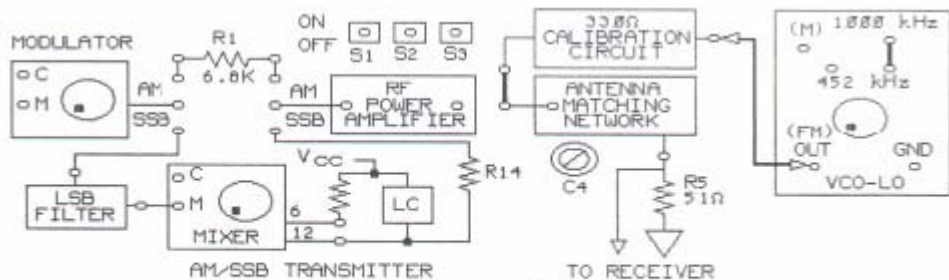 MODULATOR
C
M
AM
SSB
R1
6.8K
ON
OFF
S1
S2
S3
AM
SSB
RF
POWER
AMPLIFIER
LSB
FILTER
C
M
MIXER
6
12
VCC
LC
R14
AM/SSB TRANSMITTER
330Ω
CALIBRATION
CIRCUIT
ANTENNA
MATCHING
NETWORK
C4
R5
51Ω
TO RECEIVER
(M)
1000 kHz
452 kHz
(FM)
OUT
GND
VCO-LO